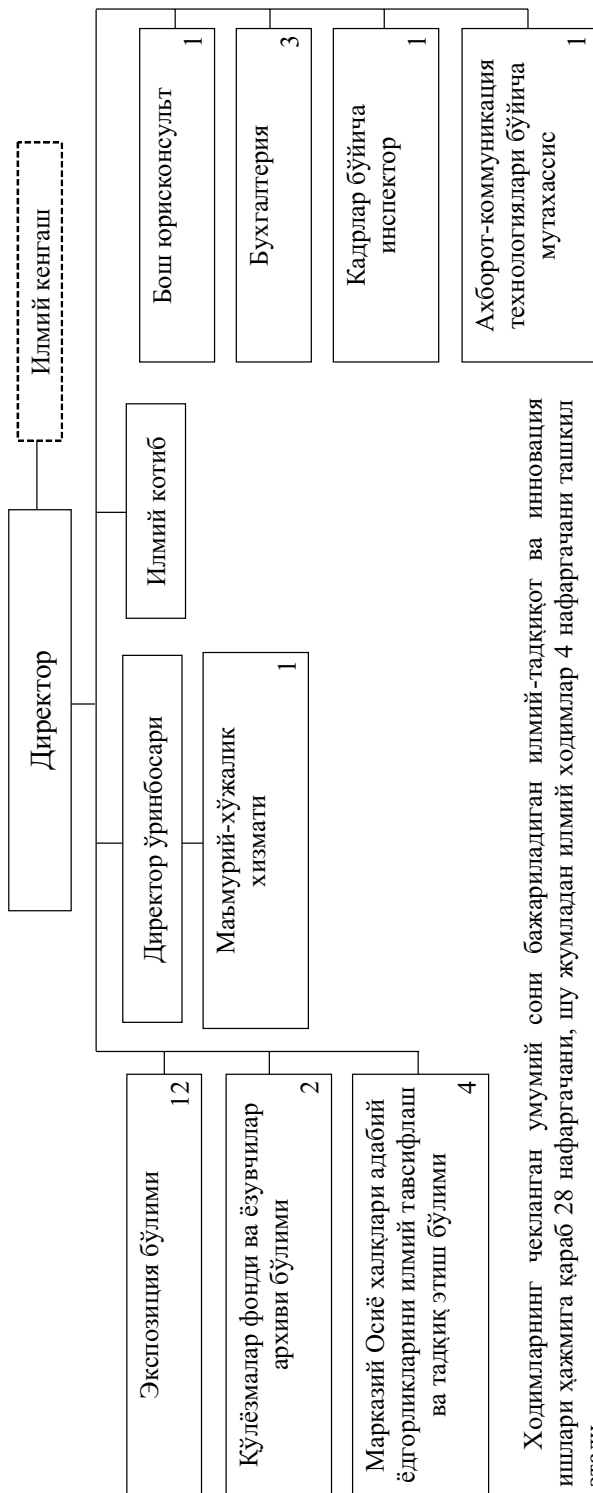 Директор
Илмий кенгаш
Экспозиция бўлими
12
Қўлёзмалар фонди ва ёзувчилар
архиви бўлими
2
Марказий Осиё халқлари адабий
ёдгорликларини илмий тавсифлаш
ва тадқиқ этиш бўлими
4
Директор ўринбосари
Маъмурий-хўжалик
хизмати
1
Илмий котиб
Бош юрисконсульт
1
Бухгалтерия
3
Кадрлар бўйича
инспектор
1
Ахборот-коммуникация
технологиялари бўйича
мутахассис
1
Ходимларнинг чекланган умумий сони бажариладиган илмий-тадқиқот ва инновация
ишлари ҳажмига қараб 28 нафаргачани, шу жумладан илмий ходимлар 4 нафаргачани ташкил